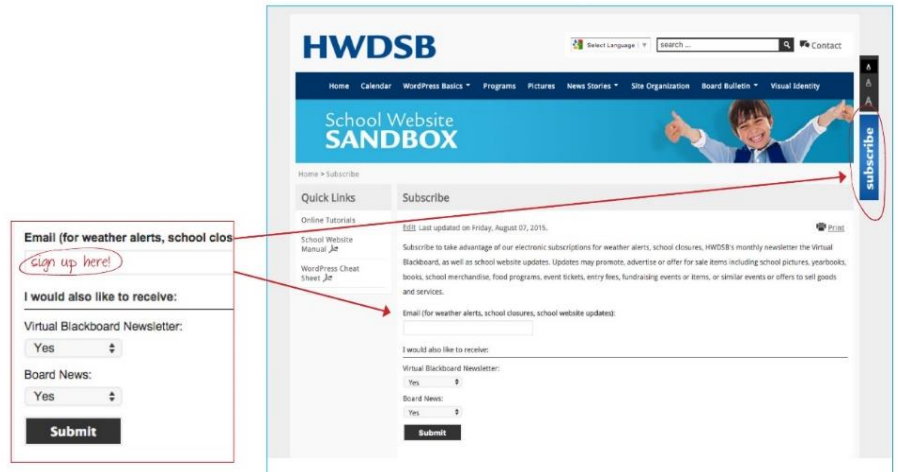 HWDSB
Select Language ▼
search ...
Contact
A
A
A
Home Calendar WordPress Basics Programs Pictures News Stories Site Organization Board Bulletin Visual Identity
School Website
SANDBOX
subscribe
Home > Subscribe
Quick Links
Online Tutorials
School Website
Manual
WordPress Cheat
Sheet
Subscribe
Edit Last updated on Friday, August 07, 2015.
Print
Subscribe to take advantage of our electronic subscriptions for weather alerts, school closures, HWDSB's monthly newsletter the Virtual
Blackboard, as well as school website updates. Updates may promote, advertise or offer for sale items including school pictures, yearbooks,
books, school merchandise, food programs, event tickets, entry fees, fundraising events or items, or similar events or offers to sell goods
and services.
Email (for weather alerts, school closures, school website updates):
I would also like to receive:
Virtual Blackboard Newsletter:
Yes
Board News:
Yes
Submit
Email (for weather alerts, school clos
sign up here!
I would also like to receive:
Virtual Blackboard Newsletter:
Yes
Board News:
Yes
Submit